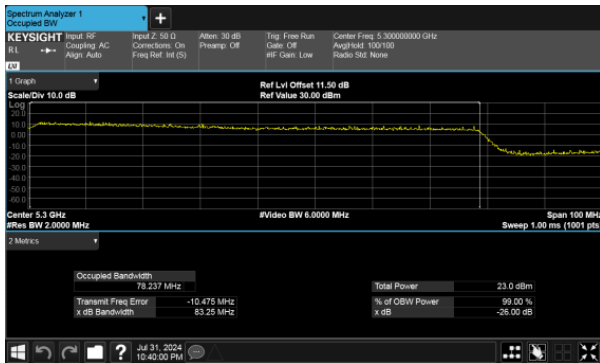 Spectrum Analyzer 1
Occupied BW
KEYSIGHT Input: RF Input Z: 50 Ω Atten: 30 dB Trig: Free Run Center Freq: 5.300000000 GHz
R L Coupling: AC Corrections: On Preamp: Off Gate: Off Avg|Hold: 100/100
Align: Auto Freq Ref: Int (S) #IF Gain: Low Radio Std: None
LXI
1 Graph
Scale/Div 10.0 dB
Ref Lvl Offset 11.50 dB
Ref Value 30.00 dBm
Log
20.0
10.0
0.00
-10.0
-20.0
-30.0
-40.0
-50.0
-60.0
Center 5.3 GHz #Video BW 6.0000 MHz Span 100 MHz
#Res BW 2.0000 MHz Sweep 1.00 ms (1001 pts)
2 Metrics
Occupied Bandwidth
78.237 MHz Total Power 23.0 dBm
Transmit Freq Error -10.475 MHz % of OBW Power 99.00 %
x dB Bandwidth 83.25 MHz x dB -26.00 dB
Jul 31, 2024
10:40:00 PM